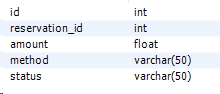 id int
reservation_id int
amount float
method varchar(50)
status varchar(50)